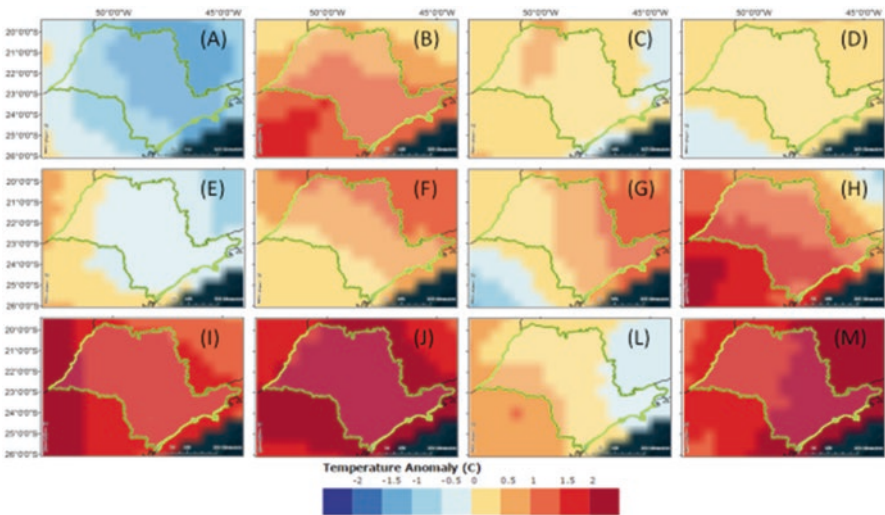 50°0'0"W 45°0'0"W 50°0'0"W 45°0'0"W 50°0'0"W 45°0'0"W 50°0'0"W 45°0'0"W
20°0'0"S
21°0'0"S
22°0'0"S
23°0'0"S
24°0'0"S
25°0'0"S
26°0'0"S
(A) (B) (C) (D)
20°0'0"S
21°0'0"S
22°0'0"S
23°0'0"S
24°0'0"S
25°0'0"S
26°0'0"S
(E) (F) (G) (H)
20°0'0"S
21°0'0"S
22°0'0"S
23°0'0"S
24°0'0"S
25°0'0"S
26°0'0"S
(I) (J) (L) (M)
Temperature Anomaly (C)
-2 -1.5 -1 -0.5 0 0.5 1 1.5 2